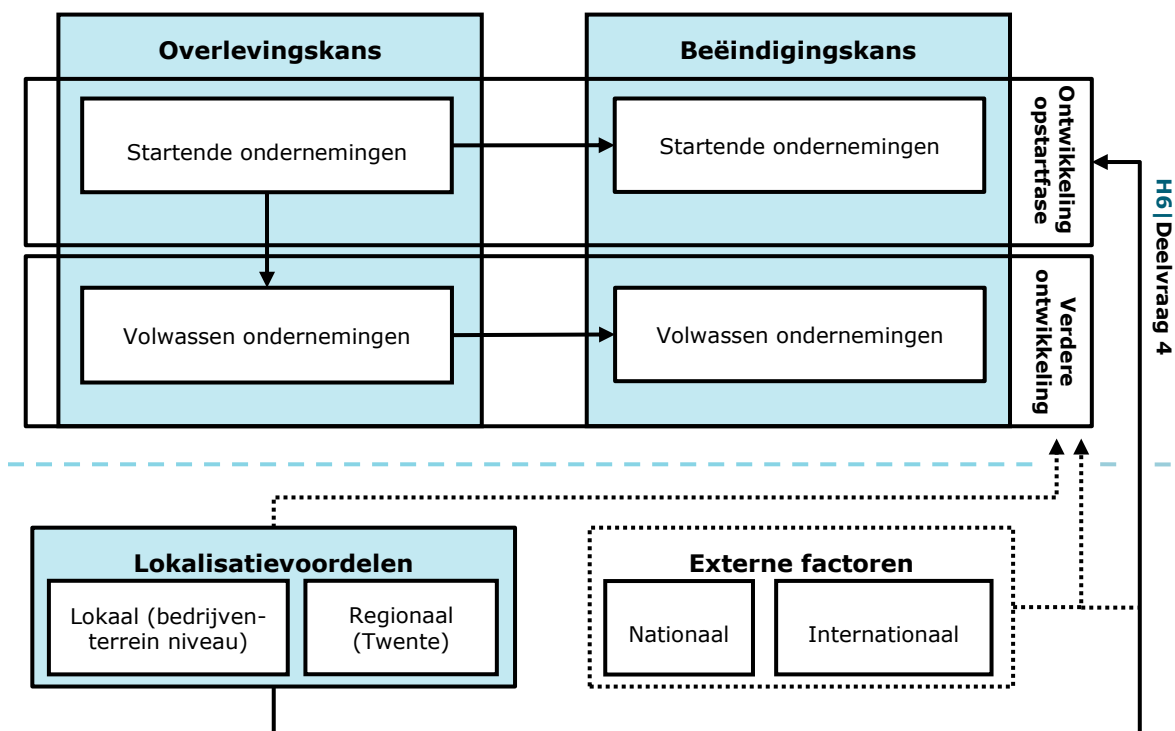 Overlevingskans
Beëindigingskans
Startende ondernemingen
Startende ondernemingen
Ontwikkeling
opstartfase
Volwassen ondernemingen
Volwassen ondernemingen
Verdere
ontwikkeling
H6|Deelvraag 4
Lokalisatievoordelen
Lokaal (bedrijven-
terrein niveau)
Regionaal
(Twente)
Externe factoren
Nationaal
Internationaal